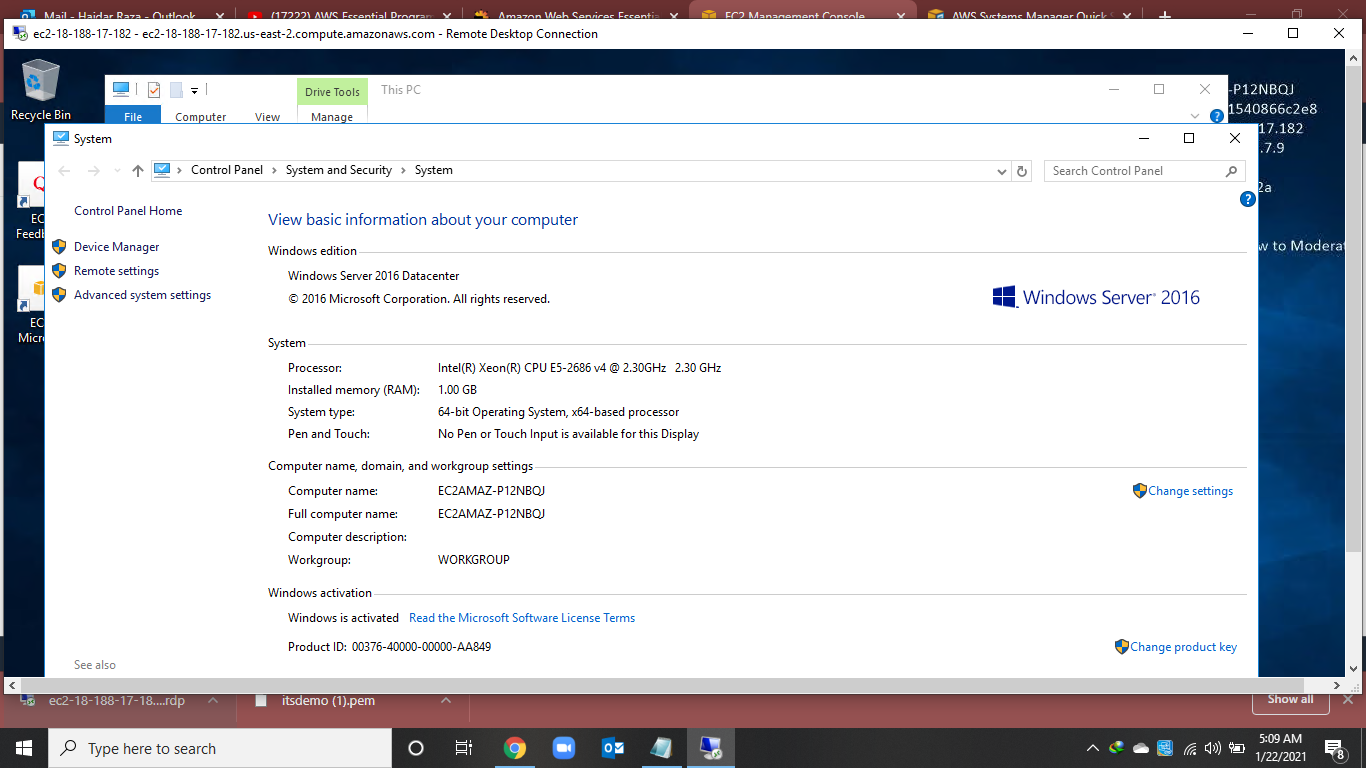 Mail - Haidar Raza - Outlook
(17222) AWS Essential Program
Amazon Web Services Essentia
EC2 Management Console
AWS Systems Manager Quick S
ec2-18-188-17-182 - ec2-18-188-17-182.us-east-2.compute.amazonaws.com - Remote Desktop Connection
Recycle Bin
Drive Tools
This PC
File
Computer
View
Manage
-P12NBQJ
1540866c2e8
17.182
.7.9
2a
w to Moderat
EC
Feedb
EC
Micro
System
Control Panel
System and Security
System
Search Control Panel
Control Panel Home
Device Manager
Remote settings
Advanced system settings
View basic information about your computer
Windows edition
Windows Server 2016 Datacenter
© 2016 Microsoft Corporation. All rights reserved.
Windows Server® 2016
System
Processor: Intel(R) Xeon(R) CPU E5-2686 v4 @ 2.30GHz 2.30 GHz
Installed memory (RAM): 1.00 GB
System type: 64-bit Operating System, x64-based processor
Pen and Touch: No Pen or Touch Input is available for this Display
Computer name, domain, and workgroup settings
Computer name: EC2AMAZ-P12NBQJ
Change settings
Full computer name: EC2AMAZ-P12NBQJ
Computer description:
Workgroup: WORKGROUP
Windows activation
Windows is activated Read the Microsoft Software License Terms
Product ID: 00376-40000-00000-AA849
Change product key
See also
ec2-18-188-17-18....rdp
itsdemo (1).pem
Show all
Type here to search
5:09 AM
1/22/2021
8